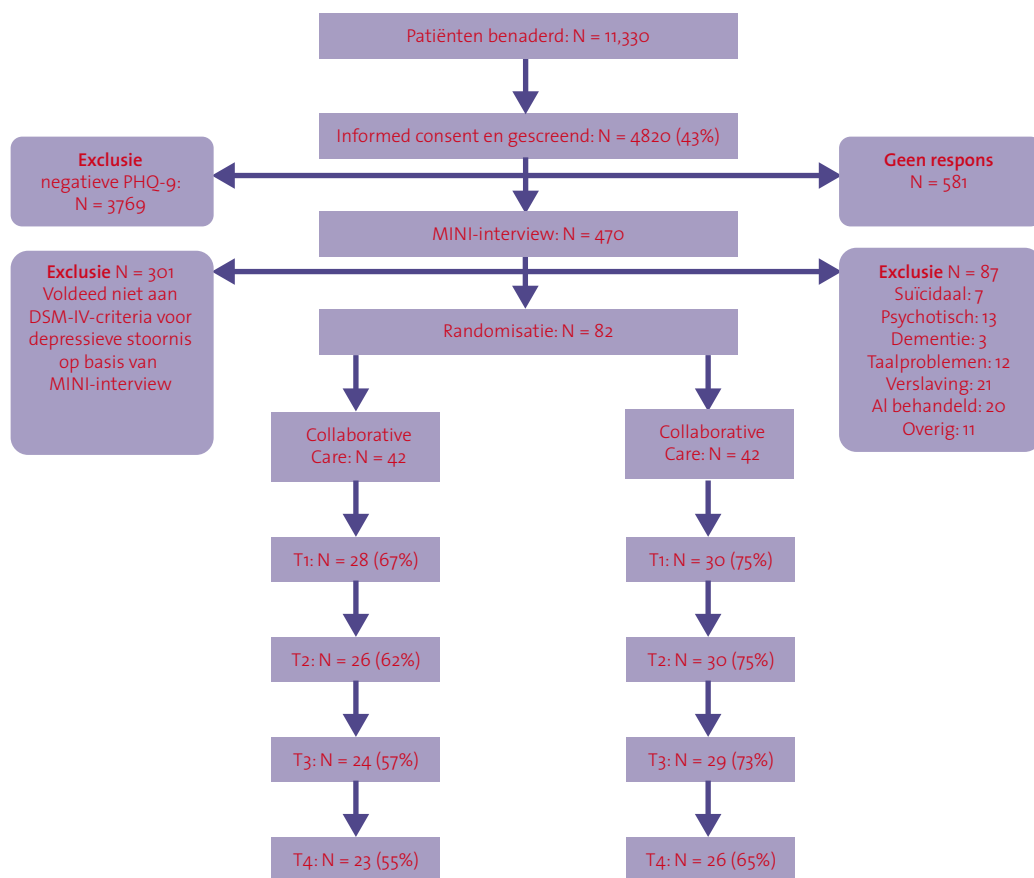 Patiënten benaderd: N = 11,330
Informed consent en gescreend: N = 4820 (43%)
Exclusie
negatieve PHQ-9:
N = 3769
Geen respons
N = 581
MINI-interview: N = 470
Exclusie N = 301
Voldeed niet aan
DSM-IV-criteria voor
depressieve stoornis
op basis van
MINI-interview
Exclusie N = 87
Suïcidaal: 7
Psychotisch: 13
Dementie: 3
Taalproblemen: 12
Verslaving: 21
Al behandeld: 20
Overig: 11
Randomisatie: N = 82
Collaborative
Care: N = 42
Collaborative
Care: N = 42
T1: N = 28 (67%)
T1: N = 30 (75%)
T2: N = 26 (62%)
T2: N = 30 (75%)
T3: N = 24 (57%)
T3: N = 29 (73%)
T4: N = 23 (55%)
T4: N = 26 (65%)